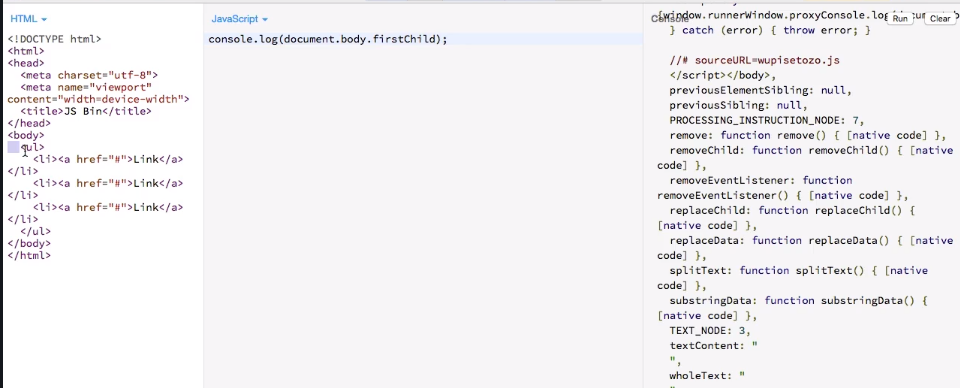 HTML
<!DOCTYPE html>
<html>
<head>
<meta charset="utf-8">
<meta name="viewport"
content="width=device-width">
<title>JS Bin</title>
</head>
<body>
<ul>
<li><a href="#">Link</a>
</li>
<li><a href="#">Link</a>
</li>
<li><a href="#">Link</a>
</li>
</ul>
</body>
</html>
JavaScript
console.log(document.body.firstChild);
Console
Run
Clear
{window.runnerWindow.proxyConsole.log(
} catch (error) { throw error; }
//# sourceURL=wupisetozo.js
</script></body>,
previousElementSibling: null,
previousSibling: null,
PROCESSING_INSTRUCTION_NODE: 7,
remove: function remove() { [native code] },
removeChild: function removeChild() { [native
code] },
removeEventListener: function
removeEventListener() { [native code] },
replaceChild: function replaceChild() {
[native code] },
replaceData: function replaceData() { [native
code] },
splitText: function splitText() { [native
code] },
substringData: function substringData() {
[native code] },
TEXT_NODE: 3,
textContent: "
",
wholeText: "